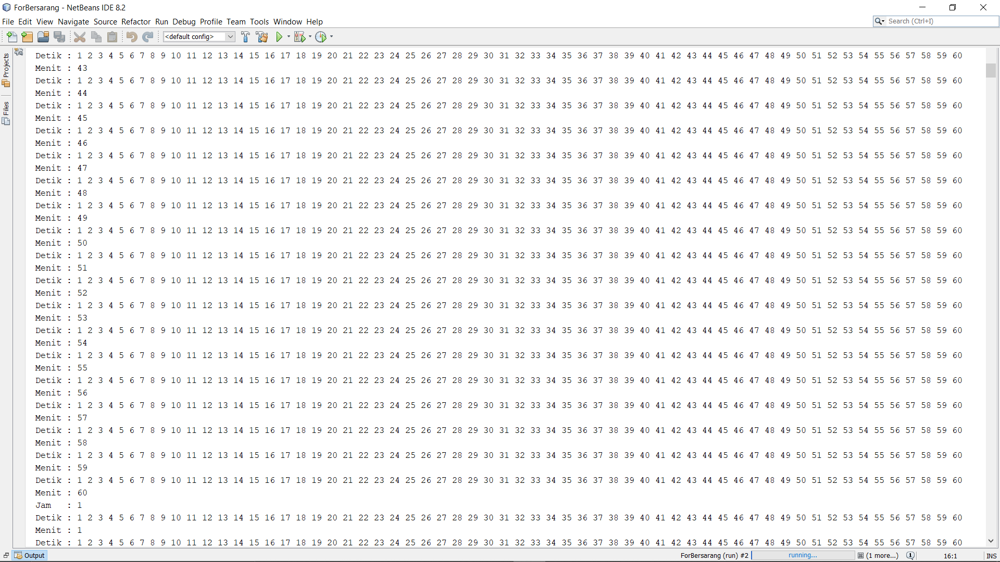 ForBersarang - NetBeans IDE 8.2
File Edit View Navigate Source Refactor Run Debug Profile Team Tools Window Help
Search (Ctrl+I)
<default config>
Projects
Files
Detik : 1 2 3 4 5 6 7 8 9 10 11 12 13 14 15 16 17 18 19 20 21 22 23 24 25 26 27 28 29 30 31 32 33 34 35 36 37 38 39 40 41 42 43 44 45 46 47 48 49 50 51 52 53 54 55 56 57 58 59 60
Menit : 43
Detik : 1 2 3 4 5 6 7 8 9 10 11 12 13 14 15 16 17 18 19 20 21 22 23 24 25 26 27 28 29 30 31 32 33 34 35 36 37 38 39 40 41 42 43 44 45 46 47 48 49 50 51 52 53 54 55 56 57 58 59 60
Menit : 44
Detik : 1 2 3 4 5 6 7 8 9 10 11 12 13 14 15 16 17 18 19 20 21 22 23 24 25 26 27 28 29 30 31 32 33 34 35 36 37 38 39 40 41 42 43 44 45 46 47 48 49 50 51 52 53 54 55 56 57 58 59 60
Menit : 45
Detik : 1 2 3 4 5 6 7 8 9 10 11 12 13 14 15 16 17 18 19 20 21 22 23 24 25 26 27 28 29 30 31 32 33 34 35 36 37 38 39 40 41 42 43 44 45 46 47 48 49 50 51 52 53 54 55 56 57 58 59 60
Menit : 46
Detik : 1 2 3 4 5 6 7 8 9 10 11 12 13 14 15 16 17 18 19 20 21 22 23 24 25 26 27 28 29 30 31 32 33 34 35 36 37 38 39 40 41 42 43 44 45 46 47 48 49 50 51 52 53 54 55 56 57 58 59 60
Menit : 47
Detik : 1 2 3 4 5 6 7 8 9 10 11 12 13 14 15 16 17 18 19 20 21 22 23 24 25 26 27 28 29 30 31 32 33 34 35 36 37 38 39 40 41 42 43 44 45 46 47 48 49 50 51 52 53 54 55 56 57 58 59 60
Menit : 48
Detik : 1 2 3 4 5 6 7 8 9 10 11 12 13 14 15 16 17 18 19 20 21 22 23 24 25 26 27 28 29 30 31 32 33 34 35 36 37 38 39 40 41 42 43 44 45 46 47 48 49 50 51 52 53 54 55 56 57 58 59 60
Menit : 49
Detik : 1 2 3 4 5 6 7 8 9 10 11 12 13 14 15 16 17 18 19 20 21 22 23 24 25 26 27 28 29 30 31 32 33 34 35 36 37 38 39 40 41 42 43 44 45 46 47 48 49 50 51 52 53 54 55 56 57 58 59 60
Menit : 50
Detik : 1 2 3 4 5 6 7 8 9 10 11 12 13 14 15 16 17 18 19 20 21 22 23 24 25 26 27 28 29 30 31 32 33 34 35 36 37 38 39 40 41 42 43 44 45 46 47 48 49 50 51 52 53 54 55 56 57 58 59 60
Menit : 51
Detik : 1 2 3 4 5 6 7 8 9 10 11 12 13 14 15 16 17 18 19 20 21 22 23 24 25 26 27 28 29 30 31 32 33 34 35 36 37 38 39 40 41 42 43 44 45 46 47 48 49 50 51 52 53 54 55 56 57 58 59 60
Menit : 52
Detik : 1 2 3 4 5 6 7 8 9 10 11 12 13 14 15 16 17 18 19 20 21 22 23 24 25 26 27 28 29 30 31 32 33 34 35 36 37 38 39 40 41 42 43 44 45 46 47 48 49 50 51 52 53 54 55 56 57 58 59 60
Menit : 53
Detik : 1 2 3 4 5 6 7 8 9 10 11 12 13 14 15 16 17 18 19 20 21 22 23 24 25 26 27 28 29 30 31 32 33 34 35 36 37 38 39 40 41 42 43 44 45 46 47 48 49 50 51 52 53 54 55 56 57 58 59 60
Menit : 54
Detik : 1 2 3 4 5 6 7 8 9 10 11 12 13 14 15 16 17 18 19 20 21 22 23 24 25 26 27 28 29 30 31 32 33 34 35 36 37 38 39 40 41 42 43 44 45 46 47 48 49 50 51 52 53 54 55 56 57 58 59 60
Menit : 55
Detik : 1 2 3 4 5 6 7 8 9 10 11 12 13 14 15 16 17 18 19 20 21 22 23 24 25 26 27 28 29 30 31 32 33 34 35 36 37 38 39 40 41 42 43 44 45 46 47 48 49 50 51 52 53 54 55 56 57 58 59 60
Menit : 56
Detik : 1 2 3 4 5 6 7 8 9 10 11 12 13 14 15 16 17 18 19 20 21 22 23 24 25 26 27 28 29 30 31 32 33 34 35 36 37 38 39 40 41 42 43 44 45 46 47 48 49 50 51 52 53 54 55 56 57 58 59 60
Menit : 57
Detik : 1 2 3 4 5 6 7 8 9 10 11 12 13 14 15 16 17 18 19 20 21 22 23 24 25 26 27 28 29 30 31 32 33 34 35 36 37 38 39 40 41 42 43 44 45 46 47 48 49 50 51 52 53 54 55 56 57 58 59 60
Menit : 58
Detik : 1 2 3 4 5 6 7 8 9 10 11 12 13 14 15 16 17 18 19 20 21 22 23 24 25 26 27 28 29 30 31 32 33 34 35 36 37 38 39 40 41 42 43 44 45 46 47 48 49 50 51 52 53 54 55 56 57 58 59 60
Menit : 59
Detik : 1 2 3 4 5 6 7 8 9 10 11 12 13 14 15 16 17 18 19 20 21 22 23 24 25 26 27 28 29 30 31 32 33 34 35 36 37 38 39 40 41 42 43 44 45 46 47 48 49 50 51 52 53 54 55 56 57 58 59 60
Menit : 60
Jam   : 1
Detik : 1 2 3 4 5 6 7 8 9 10 11 12 13 14 15 16 17 18 19 20 21 22 23 24 25 26 27 28 29 30 31 32 33 34 35 36 37 38 39 40 41 42 43 44 45 46 47 48 49 50 51 52 53 54 55 56 57 58 59 60
Menit : 1
Detik : 1 2 3 4 5 6 7 8 9 10 11 12 13 14 15 16 17 18 19 20 21 22 23 24 25 26 27 28 29 30 31 32 33 34 35 36 37 38 39 40 41 42 43 44 45 46 47 48 49 50 51 52 53 54 55 56 57 58 59 60
Output
ForBersarang (run) #2 running... (1 more...) 16:1 INS